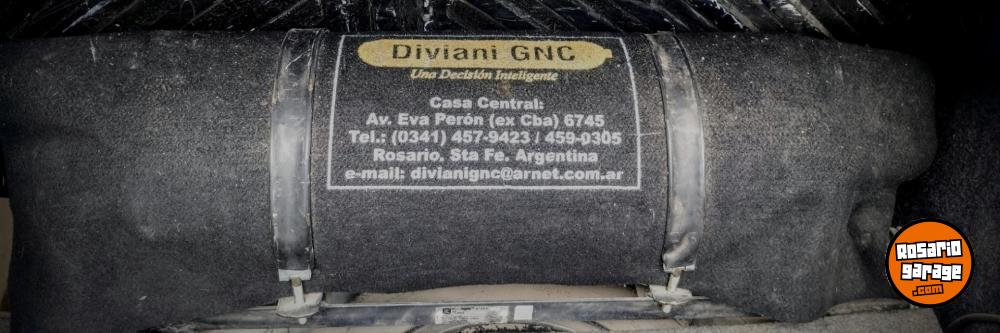 Diviani GNC
Una Decisión Inteligente
Casa Central:
Av. Eva Perón (ex Cba) 6745
Tel.: (0341) 457-9423 / 459-0305
Rosario. Sta Fe. Argentina
e-mail: divianignc@arnet.com.ar
Rosario
garage
.com